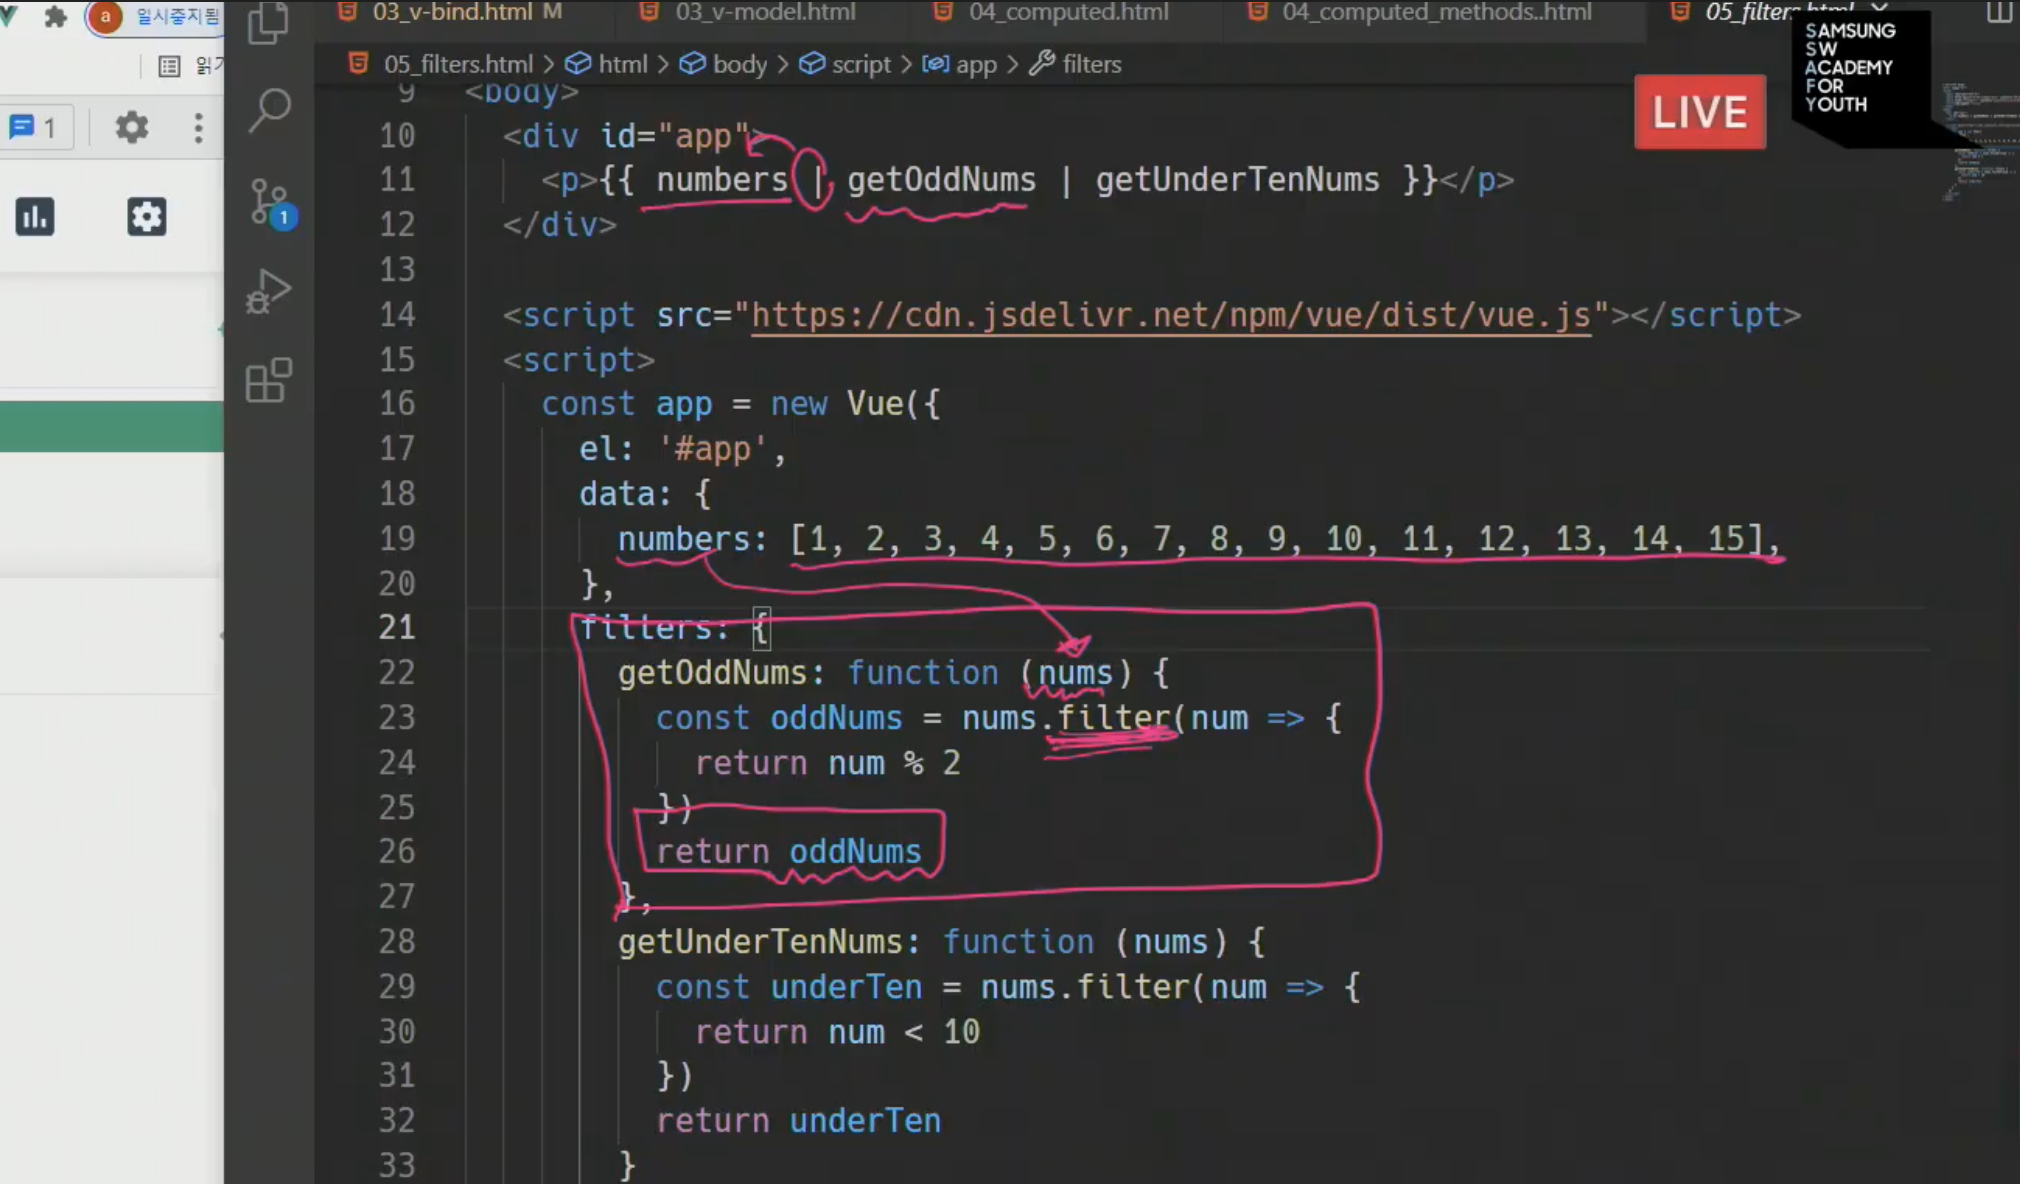 a 일시중지됨
03_v-bind.html M
03_v-model.html
04_computed.html
04_computed_methods..html
05_filters.html
05_filters.html > html > body > script > app > filters
SAMSUNG
SW
ACADEMY
FOR
YOUTH
LIVE
1
1
9 <body>
10 <div id="app">
11 <p>{{ numbers | getOddNums | getUnderTenNums }}</p>
12 </div>
13
14 <script src="https://cdn.jsdelivr.net/npm/vue/dist/vue.js"></script>
15 <script>
16 const app = new Vue({
17 el: '#app',
18 data: {
19 numbers: [1, 2, 3, 4, 5, 6, 7, 8, 9, 10, 11, 12, 13, 14, 15],
20 },
21 filters: {
22 getOddNums: function (nums) {
23 const oddNums = nums.filter(num => {
24 return num % 2
25 })
26 return oddNums
27 },
28 getUnderTenNums: function (nums) {
29 const underTen = nums.filter(num => {
30 return num < 10
31 })
32 return underTen
33 }